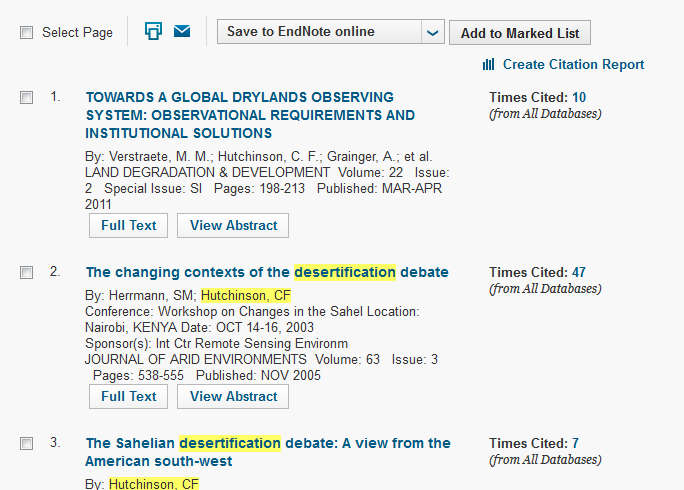 Select Page
Save to EndNote online
Add to Marked List
Create Citation Report
1. TOWARDS A GLOBAL DRYLANDS OBSERVING
SYSTEM: OBSERVATIONAL REQUIREMENTS AND
INSTITUTIONAL SOLUTIONS
Times Cited: 10
(from All Databases)
By: Verstraete, M. M.; Hutchinson, C. F.; Grainger, A.; et al.
LAND DEGRADATION & DEVELOPMENT Volume: 22 Issue:
2 Special Issue: SI Pages: 198-213 Published: MAR-APR
2011
Full Text View Abstract
2. The changing contexts of the desertification debate
Times Cited: 47
(from All Databases)
By: Herrmann, SM; Hutchinson, CF
Conference: Workshop on Changes in the Sahel Location:
Nairobi, KENYA Date: OCT 14-16, 2003
Sponsor(s): Int Ctr Remote Sensing Environm
JOURNAL OF ARID ENVIRONMENTS Volume: 63 Issue: 3
Pages: 538-555 Published: NOV 2005
Full Text View Abstract
3. The Sahelian desertification debate: A view from the
American south-west
Times Cited: 7
(from All Databases)
By: Hutchinson, CF